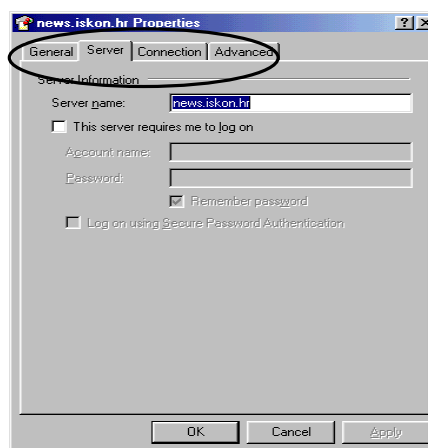 news.iskon.hr Properties
General Server Connection Advanced
Server Information
Server name: news.iskon.hr
This server requires me to log on
Account name:
Password:
Remember password
Log on using Secure Password Authentication
OK Cancel Apply